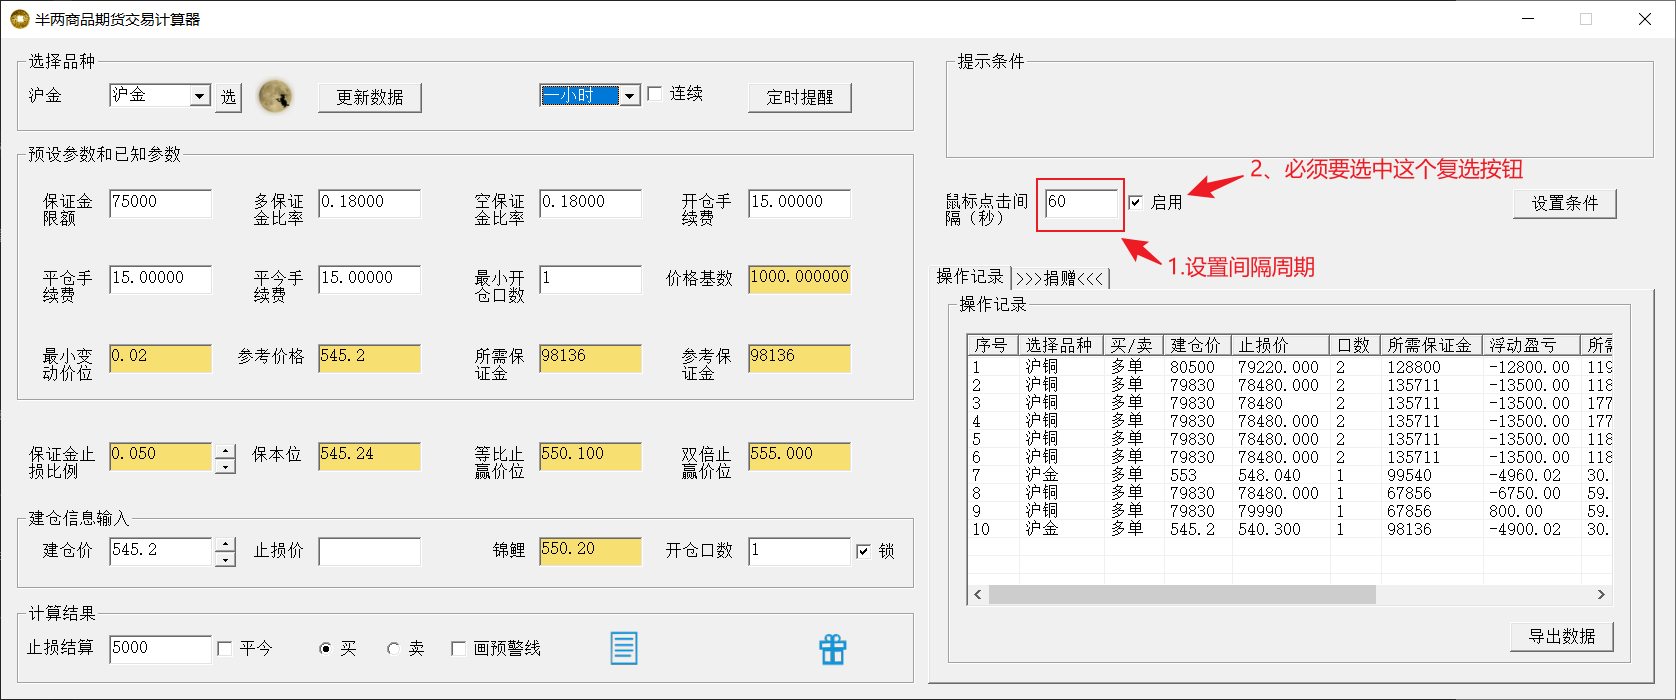 半两商品期货交易计算器
选择品种
沪金
沪金
选
更新数据
一小时
连续
定时提醒
预设参数和已知参数
保证金
限额
75000
多保证
金比率
0.18000
空保证
金比率
0.18000
开仓手
续费
15.00000
平仓手
续费
15.00000
平今手
续费
15.00000
最小开
仓口数
1
价格基数
1000.000000
最小变
动价位
0.02
参考价格
545.2
所需保
证金
98136
参考保
证金
98136
保证金止
损比例
0.050
保本位
545.24
等比止
赢价位
550.100
双倍止
赢价位
555.000
建仓信息输入
建仓价
545.2
止损价
锦鲤
550.20
开仓口数
1
锁
计算结果
止损结算
5000
平今
买
卖
画预警线
提示条件
2、必须要选中这个复选按钮
鼠标点击间
隔（秒）
60
启用
设置条件
1.设置间隔周期
操作记录
>>>捐赠<<<
操作记录
序号 选择品种 买/卖 建仓价 止损价 口数 所需保证金 浮动盈亏 所需
1 沪铜 多单 80500 79220.000 2 128800 -12800.00 119
2 沪铜 多单 79830 78480.000 2 135711 -13500.00 118
3 沪铜 多单 79830 78480 2 135711 -13500.00 177
4 沪铜 多单 79830 78480.000 2 135711 -13500.00 177
5 沪铜 多单 79830 78480.000 2 135711 -13500.00 118
6 沪铜 多单 79830 78480.000 2 135711 -13500.00 118
7 沪金 多单 553 548.040 1 99540 -4960.02 30.
8 沪铜 多单 79830 78480.000 1 67856 -6750.00 59.
9 沪铜 多单 79830 79990 1 67856 800.00 59.
10 沪金 多单 545.2 540.300 1 98136 -4900.02 30.
导出数据